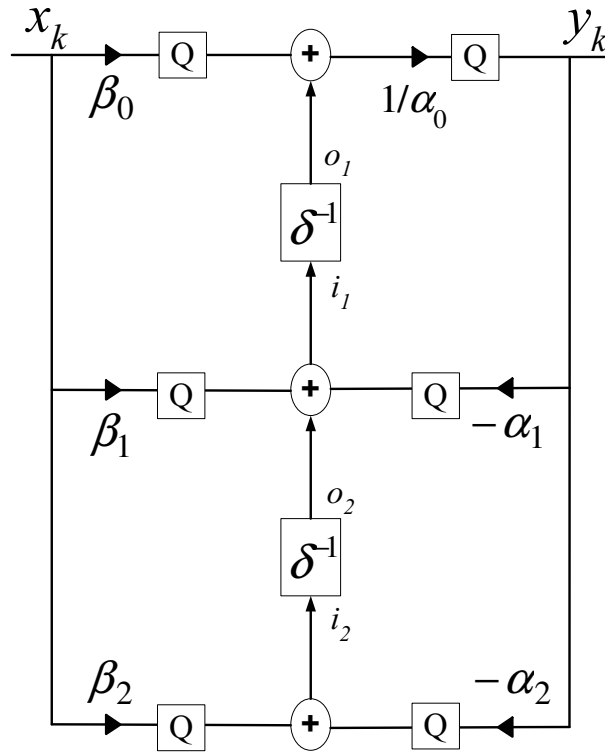 x_k y_k
Q + Q
β_0 1/α_0
o_1
δ^{-1}
i_1
Q + Q
β_1 -α_1
o_2
δ^{-1}
i_2
β_2 -α_2
Q + Q